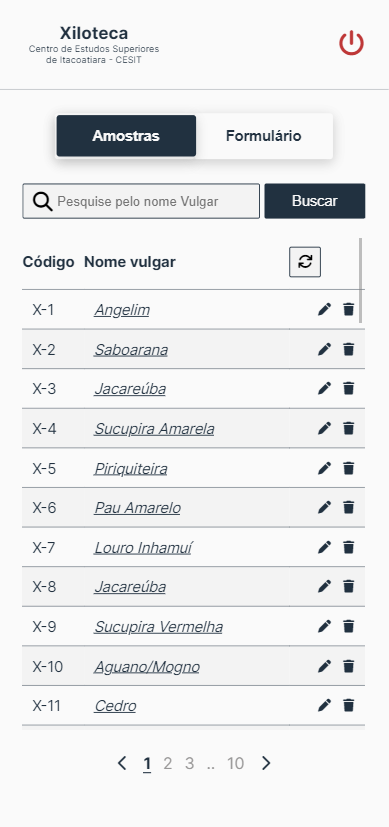 Xiloteca
Centro de Estudos Superiores
de Itacoatiara - CESIT
Amostras Formulário
Pesquise pelo nome Vulgar Buscar
Código Nome vulgar
X-1 Angelim
X-2 Saboarana
X-3 Jacareúba
X-4 Sucupira Amarela
X-5 Piriquiteira
X-6 Pau Amarelo
X-7 Louro Inhamuí
X-8 Jacareúba
X-9 Sucupira Vermelha
X-10 Aguano/Mogno
X-11 Cedro
1 2 3 .. 10